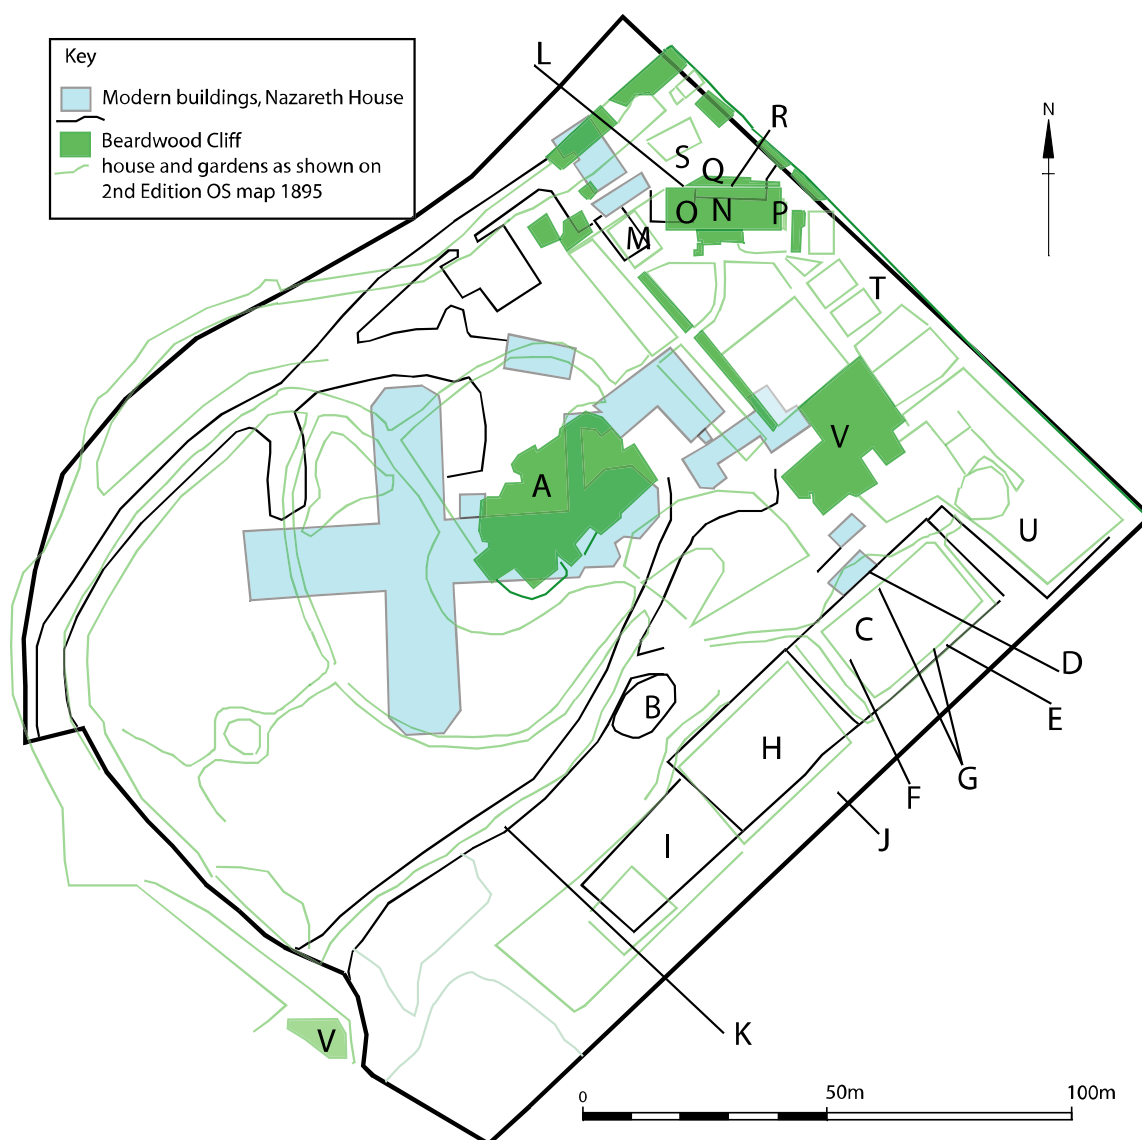 Key
Modern buildings, Nazareth House
Beardwood Cliff
house and gardens as shown on
2nd Edition OS map 1895
L
N
R
S
Q
O
N
P
M
T
V
A
U
C
D
B
E
H
G
F
I
J
K
V
0
50m
100m